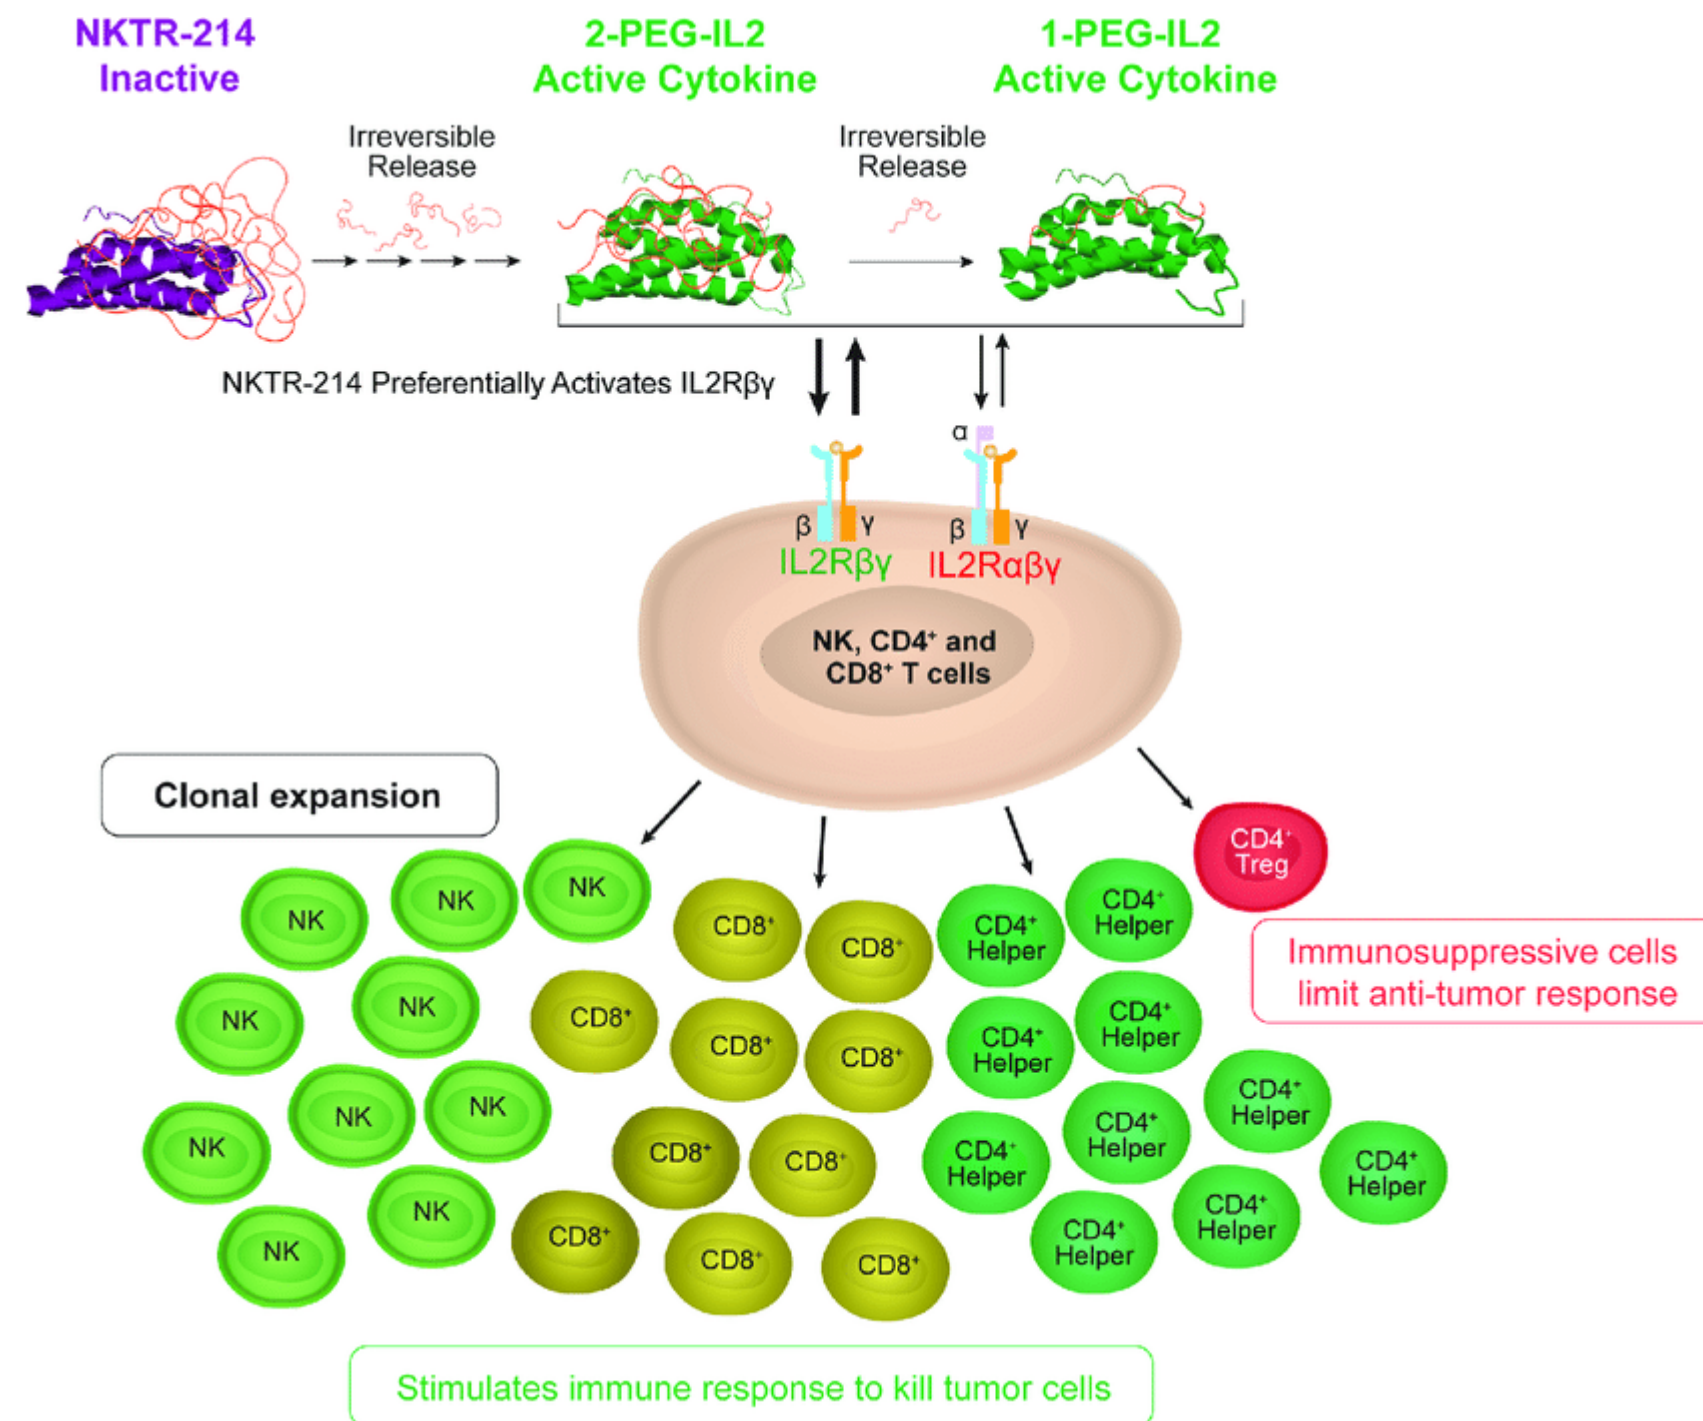 NKTR-214
Inactive
2-PEG-IL2
Active Cytokine
1-PEG-IL2
Active Cytokine
Irreversible
Release
Irreversible
Release
NKTR-214 Preferentially Activates IL2Rβγ
α
β γ
IL2Rβγ
β γ
IL2Rαβγ
NK, CD4⁺ and
CD8⁺ T cells
Clonal expansion
CD4⁺
Treg
Immunosuppressive cells
limit anti-tumor response
NK
NK
NK
NK
NK
NK
NK
NK
NK
NK
CD8⁺
CD8⁺
CD8⁺
CD8⁺
CD8⁺
CD8⁺
CD8⁺
CD8⁺
CD8⁺
CD8⁺
CD4⁺
Helper
CD4⁺
Helper
CD4⁺
Helper
CD4⁺
Helper
CD4⁺
Helper
CD4⁺
Helper
CD4⁺
Helper
CD4⁺
Helper
CD4⁺
Helper
CD4⁺
Helper
Stimulates immune response to kill tumor cells